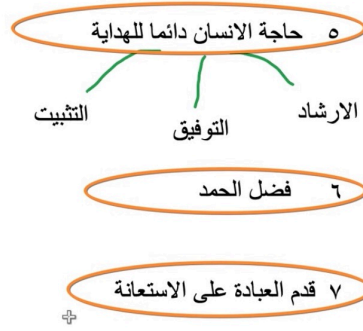 ٥ حاجة الانسان دائما للهداية
الارشاد
التوفيق
التثبيت
٦ فضل الحمد
٧ قدم العبادة على الاستعانة